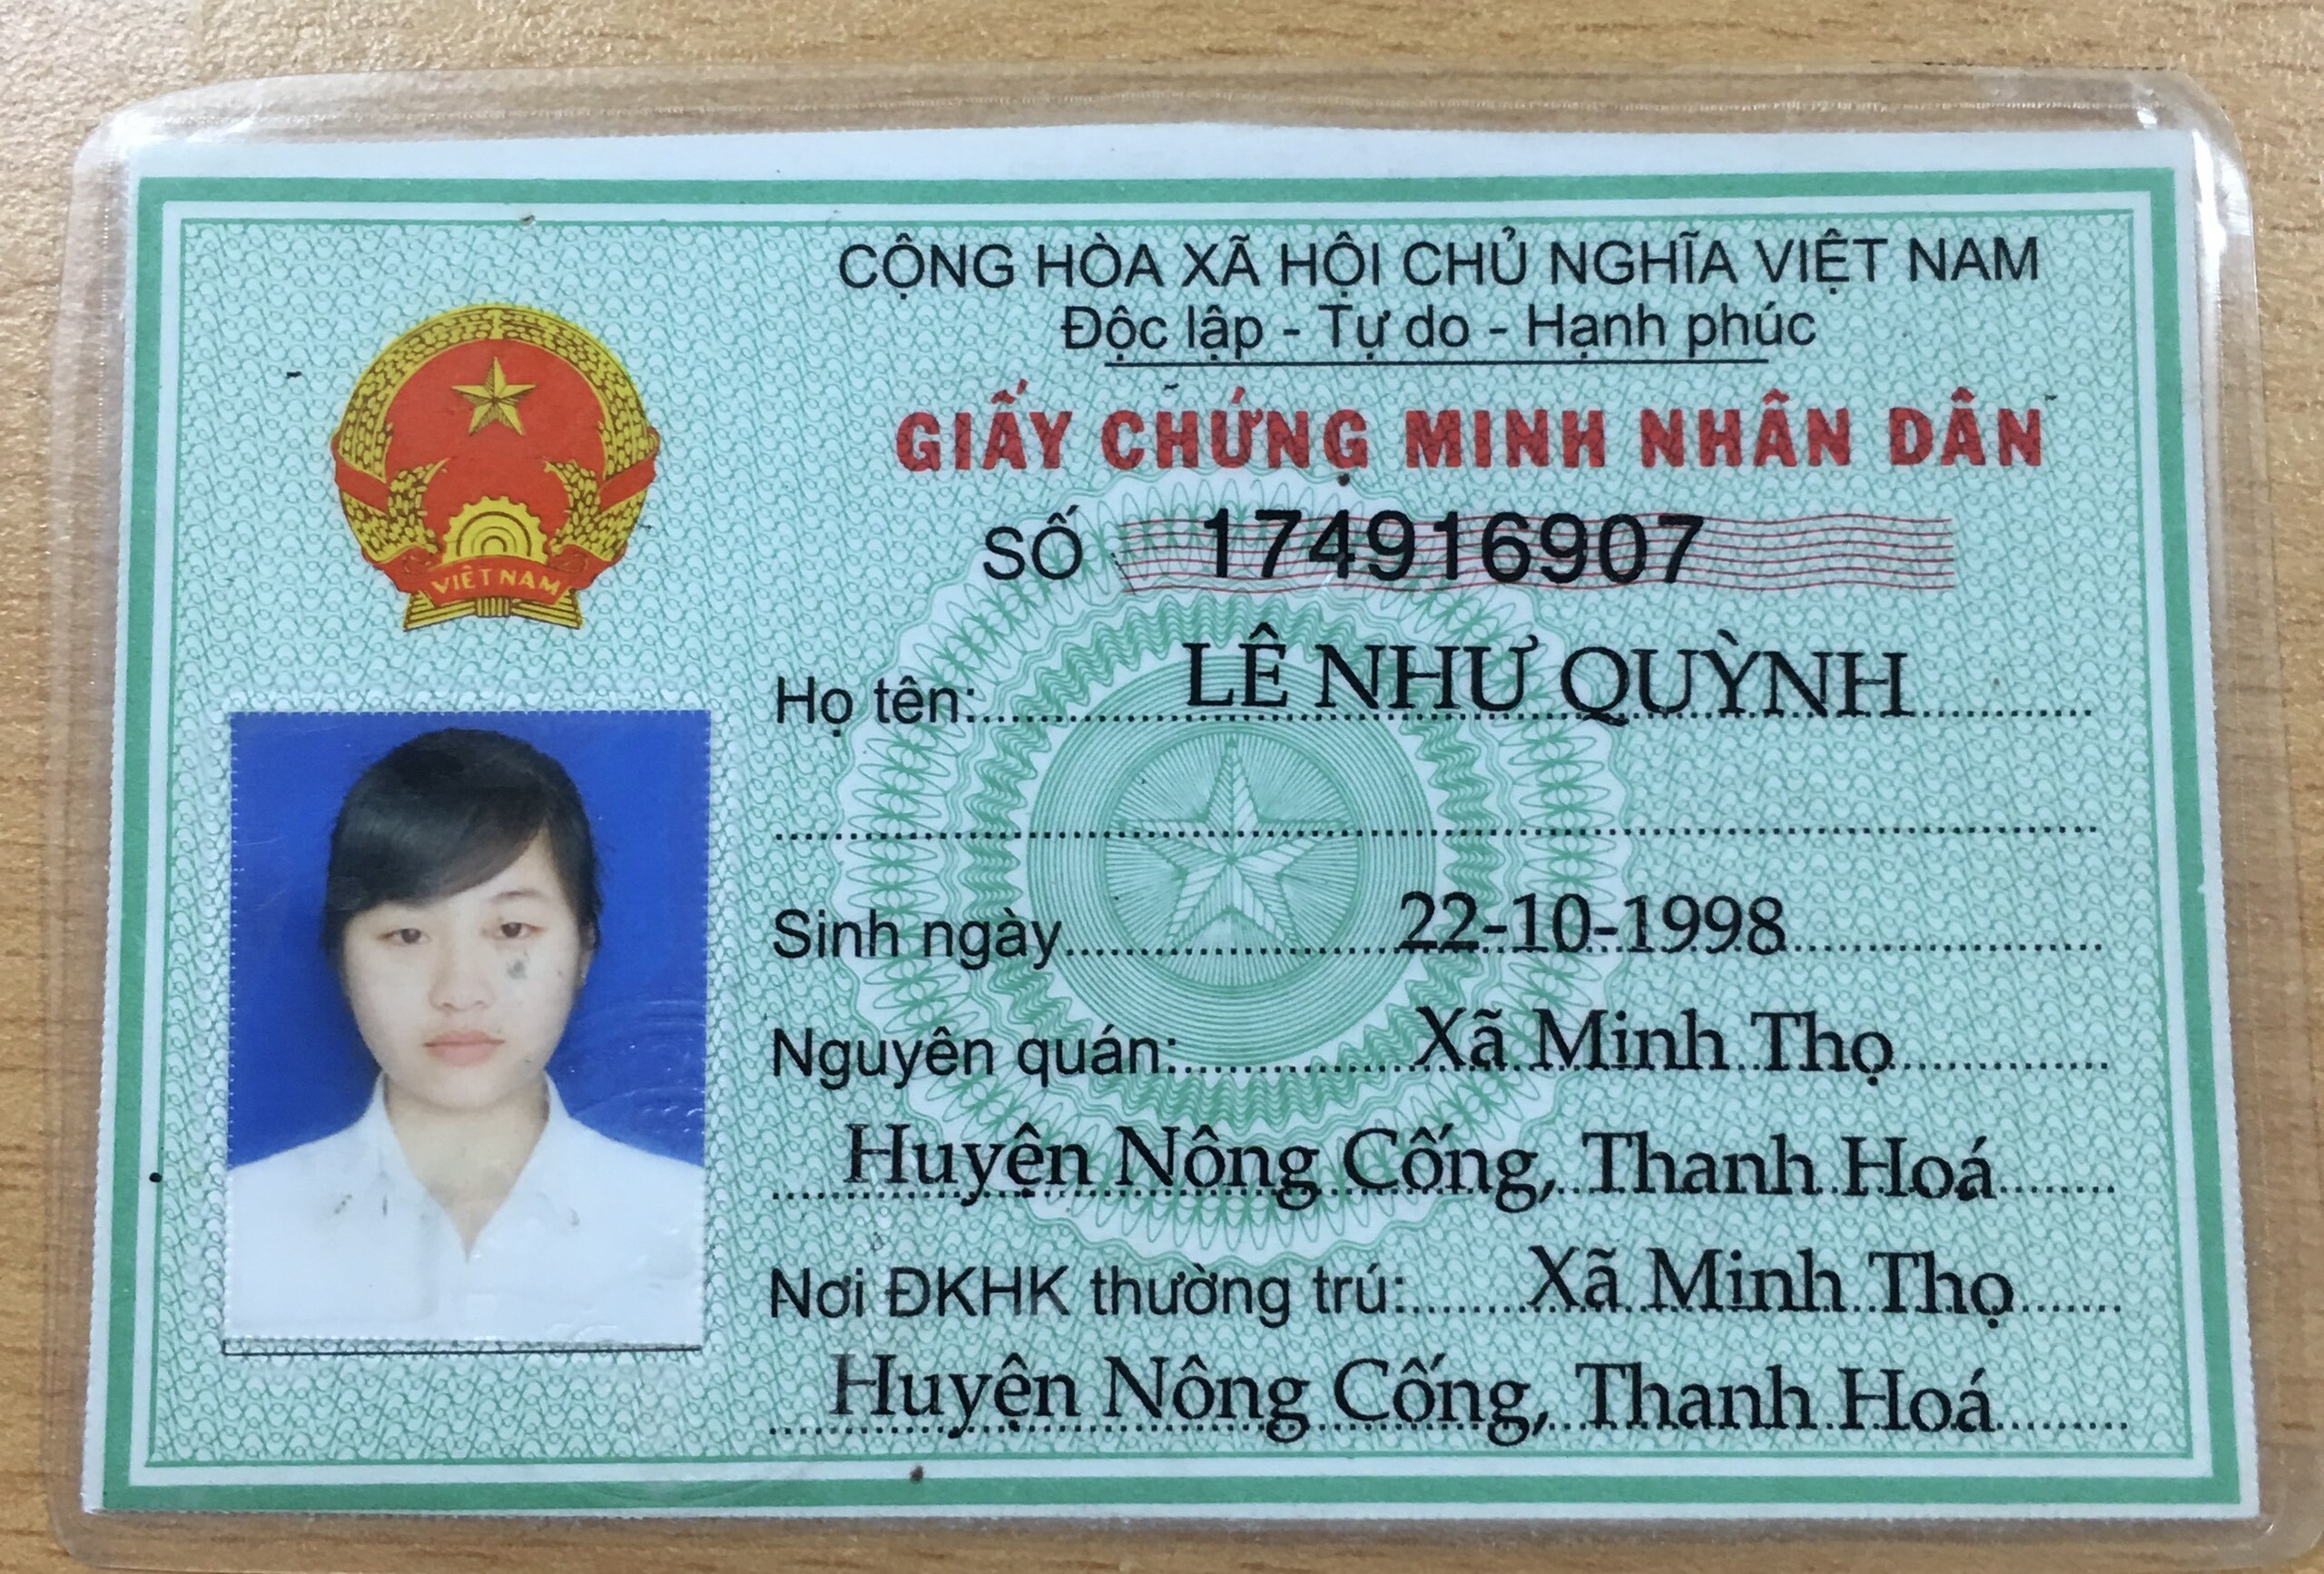 CỘNG HÒA XÃ HỘI CHỦ NGHĨA VIỆT NAM
Độc lập - Tự do - Hạnh phúc
GIẤY CHỨNG MINH NHÂN DÂN
SỐ 174916907
VIỆT NAM
Họ tên: LÊ NHƯ QUỲNH
Sinh ngày 22-10-1998
Nguyên quán: Xã Minh Thọ
Huyện Nông Cống, Thanh Hoá
Nơi ĐKHK thường trú: Xã Minh Thọ
Huyện Nông Cống, Thanh Hoá